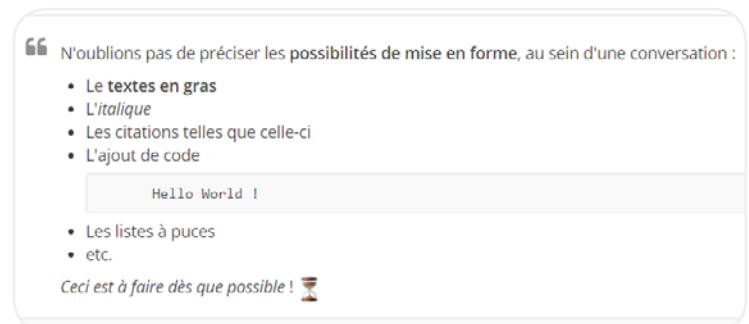 N'oublions pas de préciser les possibilités de mise en forme, au sein d'une conversation :
• Le textes en gras
• L'italique
• Les citations telles que celle-ci
• L'ajout de code
Hello World !
• Les listes à puces
• etc.
Ceci est à faire dès que possible ! ⏳